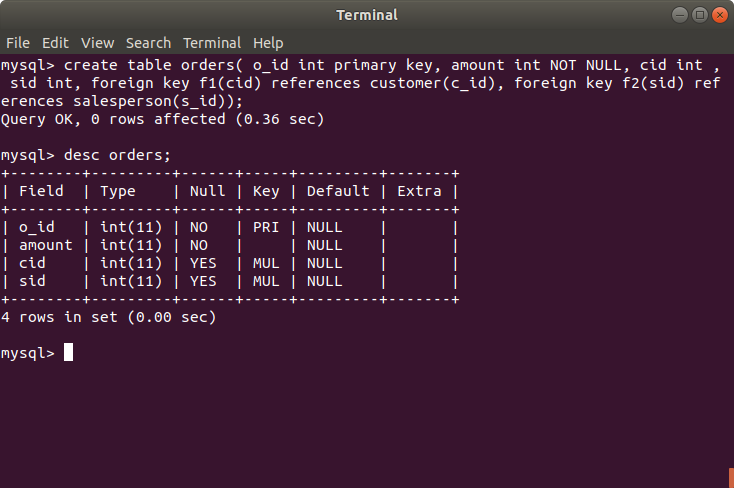 Terminal
File Edit View Search Terminal Help
mysql> create table orders( o_id int primary key, amount int NOT NULL, cid int ,
 sid int, foreign key f1(cid) references customer(c_id), foreign key f2(sid) ref
erences salesperson(s_id));
Query OK, 0 rows affected (0.36 sec)

mysql> desc orders;
+--------+---------+------+-----+---------+-------+
| Field  | Type    | Null | Key | Default | Extra |
+--------+---------+------+-----+---------+-------+
| o_id   | int(11) | NO   | PRI | NULL    |       |
| amount | int(11) | NO   |     | NULL    |       |
| cid    | int(11) | YES  | MUL | NULL    |       |
| sid    | int(11) | YES  | MUL | NULL    |       |
+--------+---------+------+-----+---------+-------+
4 rows in set (0.00 sec)

mysql>